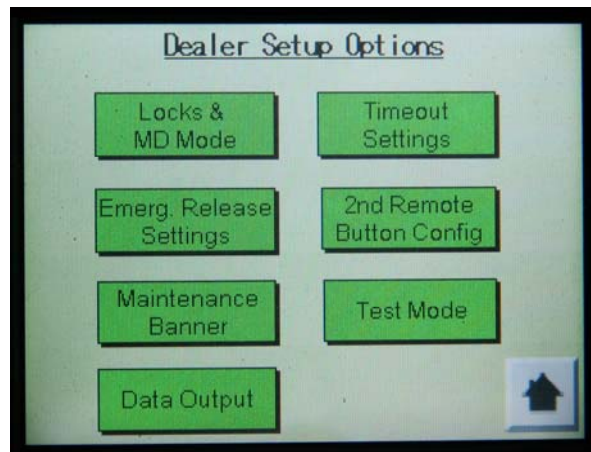 Dealer Setup Options
Locks &
MD Mode
Timeout
Settings
Emerg. Release
Settings
2nd Remote
Button Config
Maintenance
Banner
Test Mode
Data Output